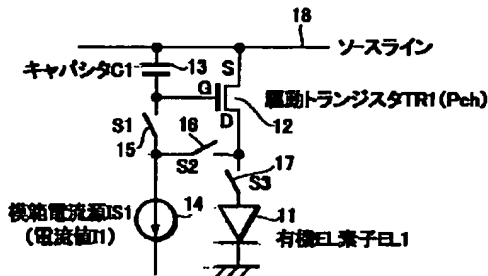 18
ソースライン
キャパシタC1
13
S
G
D
駆動トランジスタTR1(Pch)
12
S1
15
16
S2
17
S3
模範電流源IS1
(電流値I1)
14
11
有機EL素子EL1